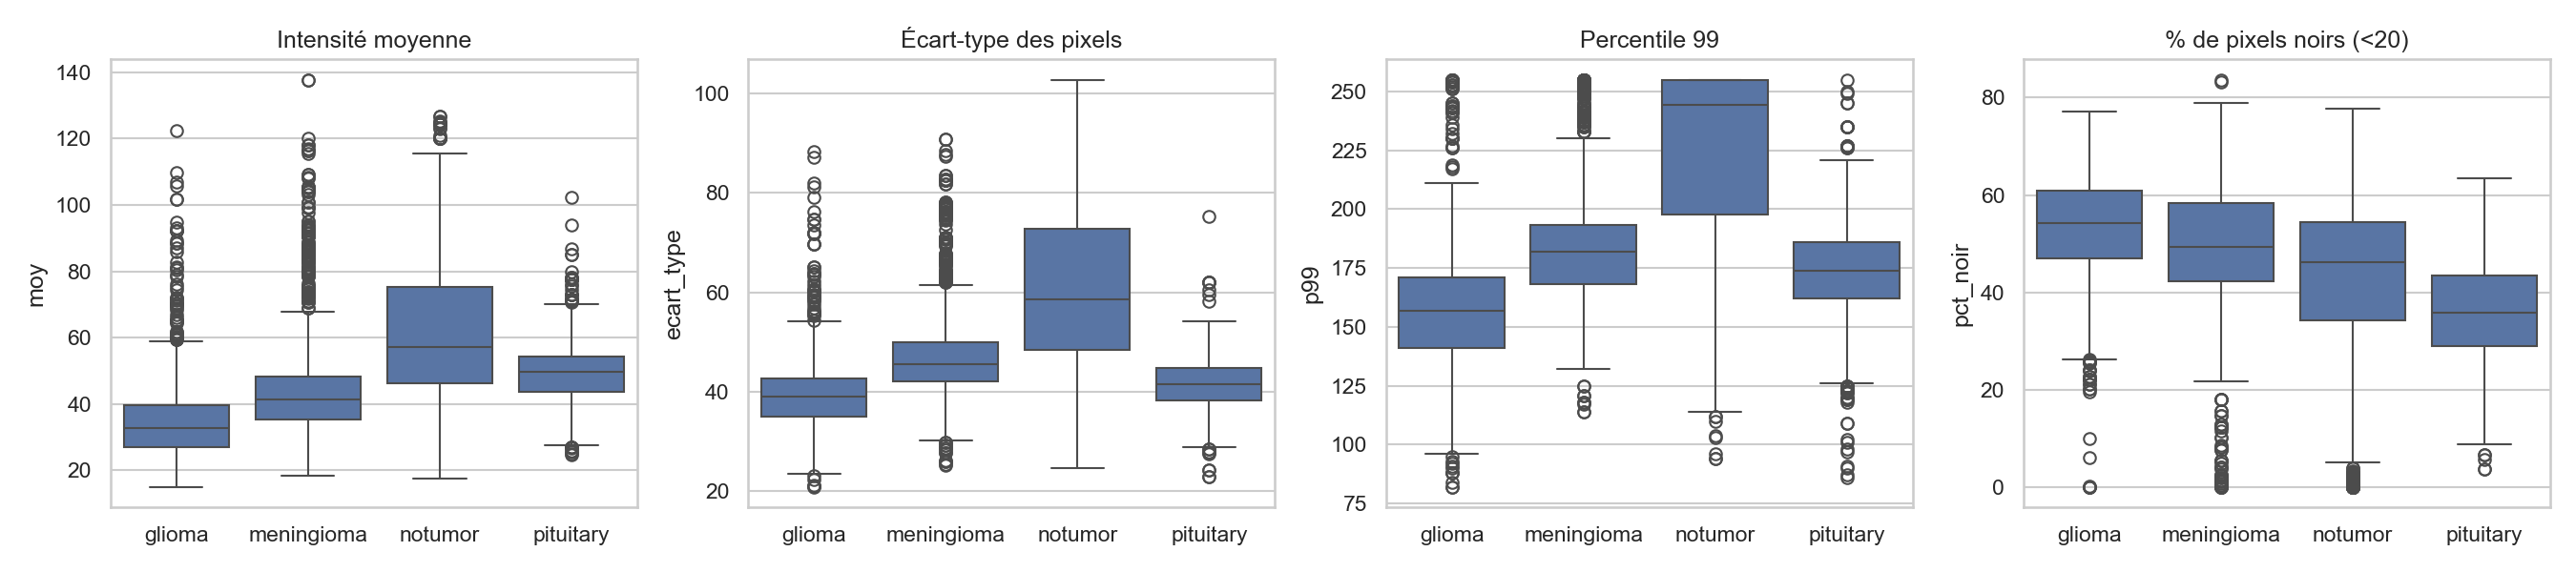 Intensité moyenne
moy
140
120
100
80
60
40
20
glioma meningioma notumor pituitary
Écart-type des pixels
ecart_type
100
80
60
40
20
glioma meningioma notumor pituitary
Percentile 99
p99
250
225
200
175
150
125
100
75
glioma meningioma notumor pituitary
% de pixels noirs (<20)
pct_noir
80
60
40
20
0
glioma meningioma notumor pituitary